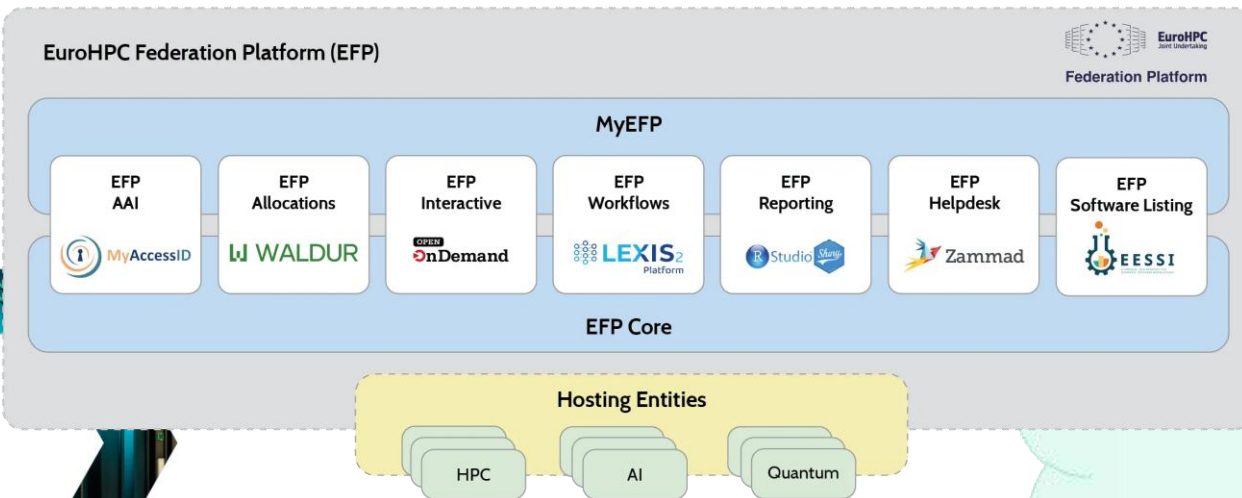 EuroHPC Federation Platform (EFP)
EuroHPC
Joint Undertaking
Federation Platform
MyEFP
EFP
AAI
MyAccessID
EFP
Allocations
WALDUR
EFP
Interactive
OPEN
OnDemand
EFP
Workflows
LEXIS2
Platform
EFP
Reporting
R Studio Shiny
EFP
Helpdesk
Zammad
EFP
Software Listing
EESSI
EFP Core
Hosting Entities
HPC
AI
Quantum